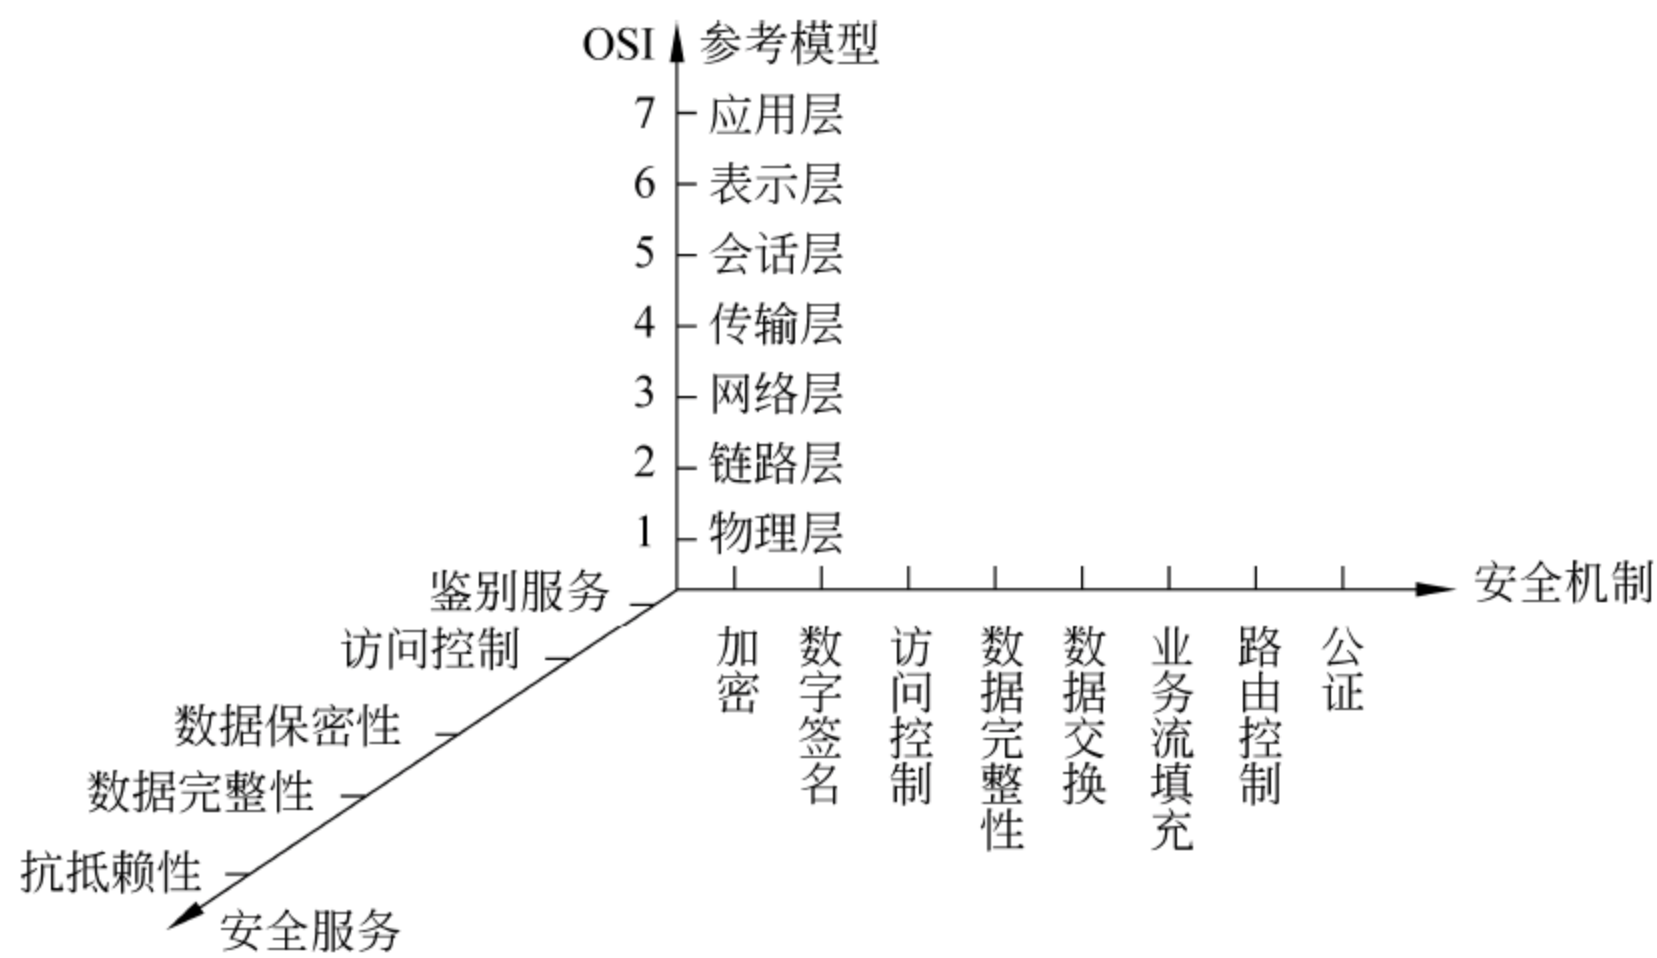 OSI 参考模型
7 应用层
6 表示层
5 会话层
4 传输层
3 网络层
2 链路层
1 物理层
安全机制
加密
数字签名
访问控制
数据完整性
数据交换
业务流填充
路由控制
公证
鉴别服务
访问控制
数据保密性
数据完整性
抗抵赖性
安全服务